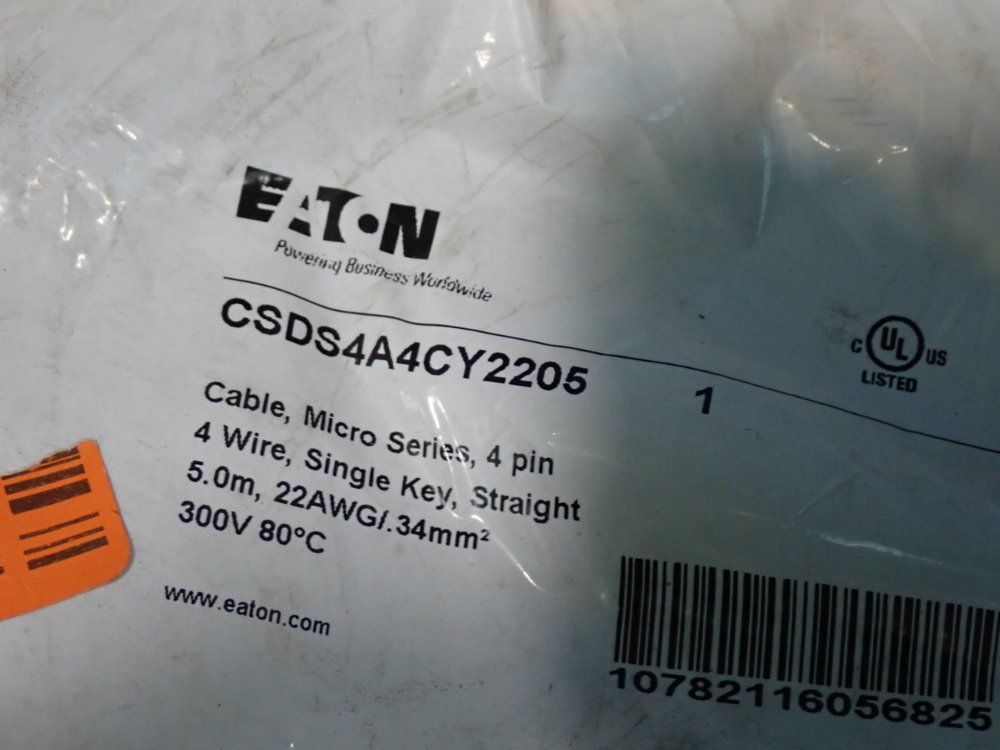 EATON
Powering Business Worldwide
CSDS4A4CY2205
1
C UL US
LISTED
Cable, Micro Series, 4 pin
4 Wire, Single Key, Straight
5.0m, 22AWG/.34mm²
300V 80°C
www.eaton.com
10782116056825